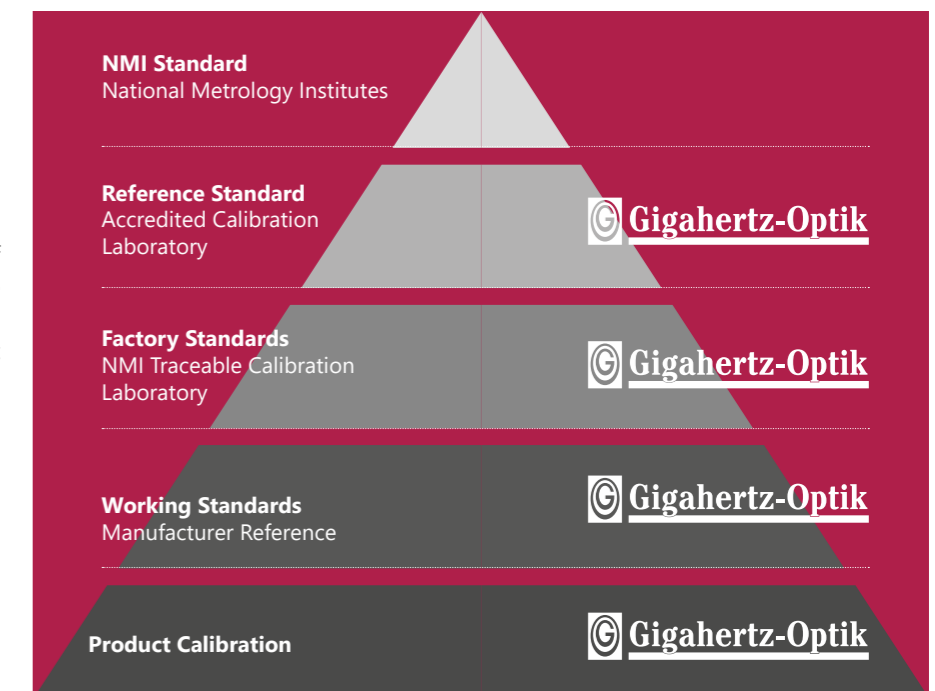 NMI Standard
National Metrology Institutes
Reference Standard
Accredited Calibration
Laboratory
G Gigahertz-Optik
Factory Standards
NMI Traceable Calibration
Laboratory
G Gigahertz-Optik
Working Standards
Manufacturer Reference
G Gigahertz-Optik
Product Calibration
G Gigahertz-Optik